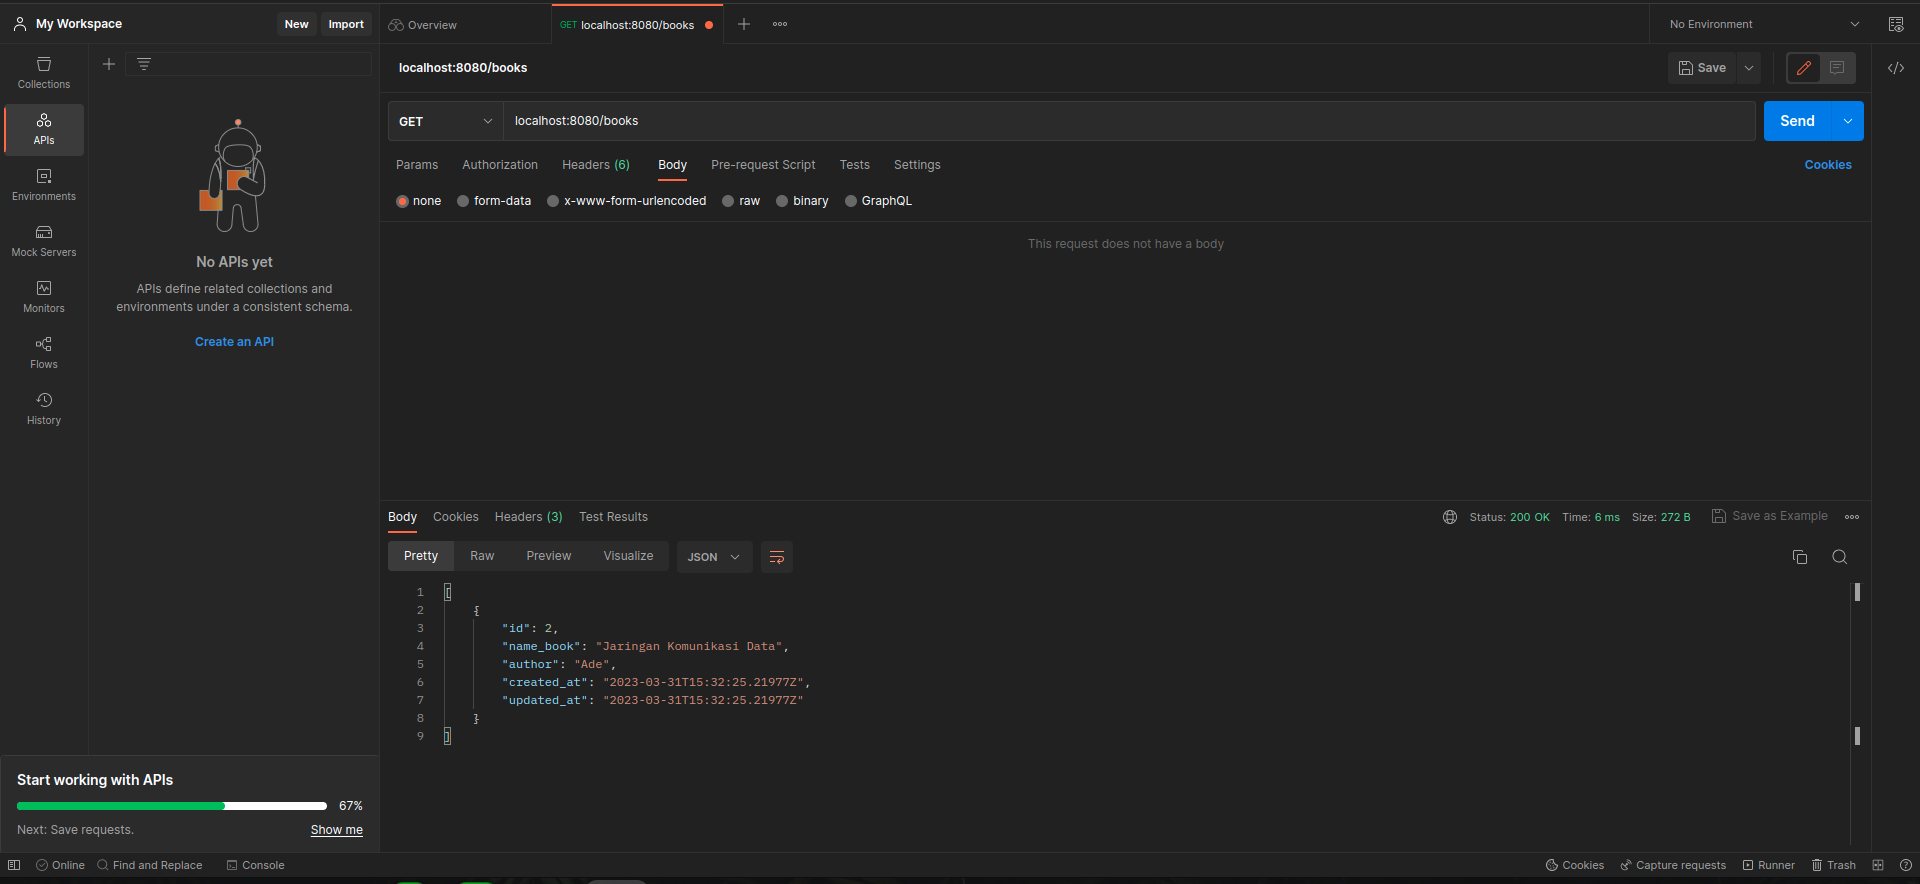 My Workspace
New
Import
Overview
GET localhost:8080/books
No Environment
Collections
APIs
Environments
Mock Servers
Monitors
Flows
History
No APIs yet
APIs define related collections and
environments under a consistent schema.
Create an API
Start working with APIs
67%
Next: Save requests.
Show me
localhost:8080/books
Save
GET
localhost:8080/books
Send
Params Authorization Headers (6) Body Pre-request Script Tests Settings
Cookies
none form-data x-www-form-urlencoded raw binary GraphQL
This request does not have a body
Body Cookies Headers (3) Test Results
Status: 200 OK Time: 6 ms Size: 272 B
Save as Example
Pretty Raw Preview Visualize JSON
1 [
2 {
3 "id": 2,
4 "name_book": "Jaringan Komunikasi Data",
5 "author": "Ade",
6 "created_at": "2023-03-31T15:32:25.21977Z",
7 "updated_at": "2023-03-31T15:32:25.21977Z"
8 }
9 ]
Online Find and Replace Console
Cookies Capture requests Runner Trash